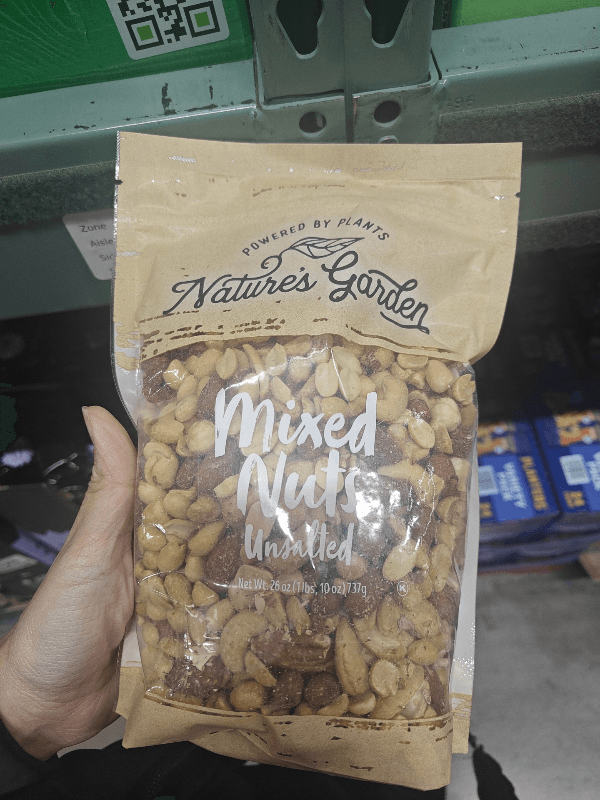 POWERED BY PLANTS
Nature's Garden
Mixed
Nuts
Unsalted
Net Wt. 26 oz (1 lbs, 10 oz) 737g
K
Zone
Aisle